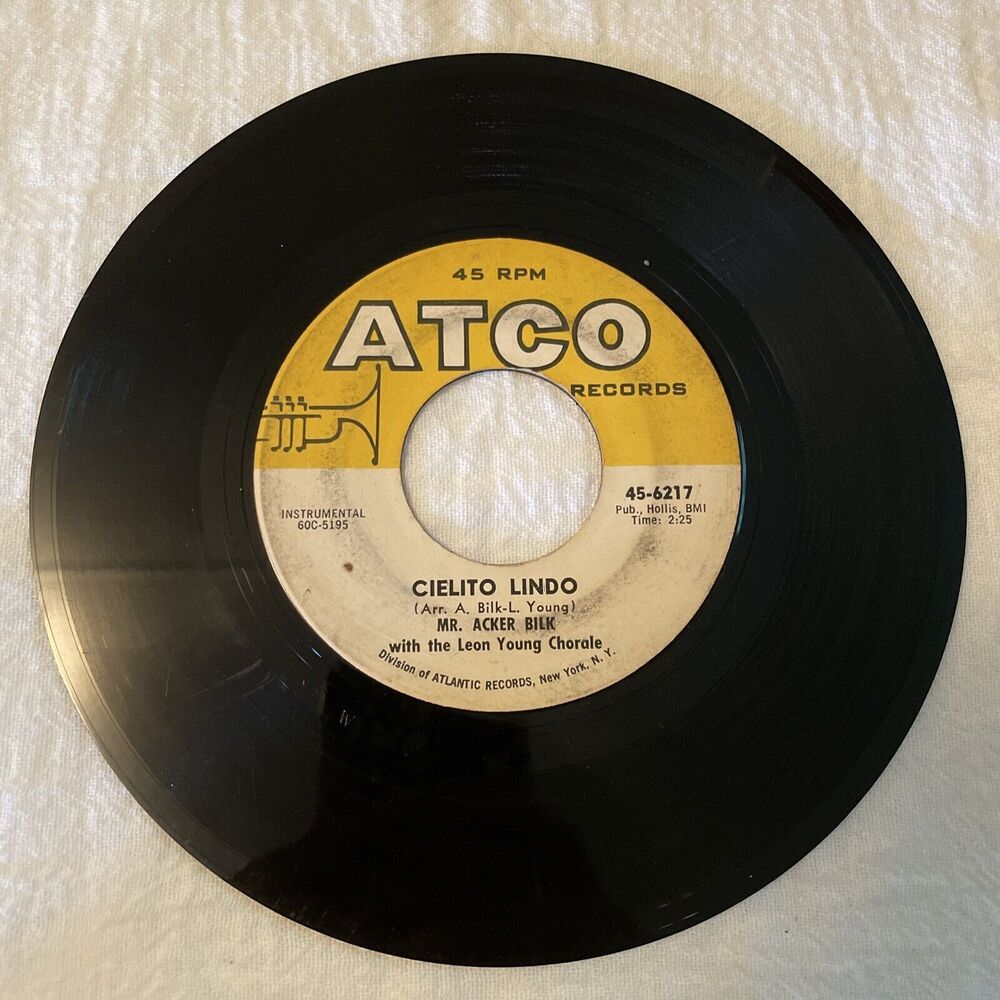 45 RPM
ATCO
RECORDS
INSTRUMENTAL
60C-5195
45-6217
Pub., Hollis, BMI
Time: 2:25
CIELITO LINDO
(Arr. A. Bilk-L. Young)
MR. ACKER BILK
with the Leon Young Chorale
Division of ATLANTIC RECORDS, New York, N. Y.
W